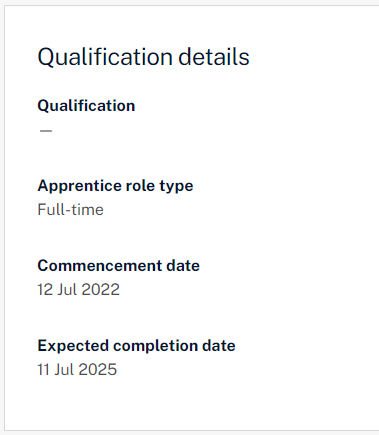 Qualification details
Qualification
—
Apprentice role type
Full-time
Commencement date
12 Jul 2022
Expected completion date
11 Jul 2025